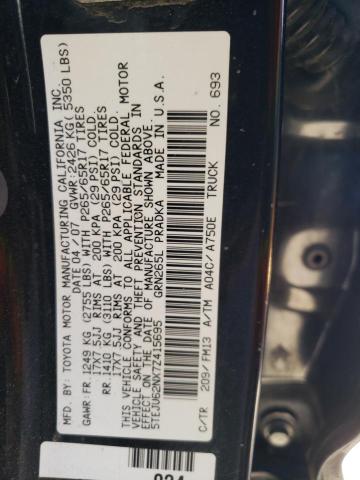 MFD. BY: TOYOTA MOTOR MANUFACTURING CALIFORNIA, INC.
DATE 04 / 07 GVWR: 2426 KG( 5350 LBS)
GAWR: FR. 1249 KG (2755 LBS) WITH P265/65R17 TIRES
17X7.5JJ RIMS AT 200 KPA (29 PSI) COLD.
RR. 1410 KG (3110 LBS) WITH P265/65R17 TIRES
17X7.5JJ RIMS AT 200 KPA (29 PSI) COLD.
THIS VEHICLE CONFORMS TO ALL APPLICABLE FEDERAL MOTOR
VEHICLE SAFETY AND THEFT PREVENTION STANDARDS IN
EFFECT ON THE DATE OF MANUFACTURE SHOWN ABOVE.
5TEJU62NX7Z415695 GRN265L PRADKA MADE IN U.S.A.
C/TR 209/FM13 A/TM A04C/A750E TRUCK
NO. 693